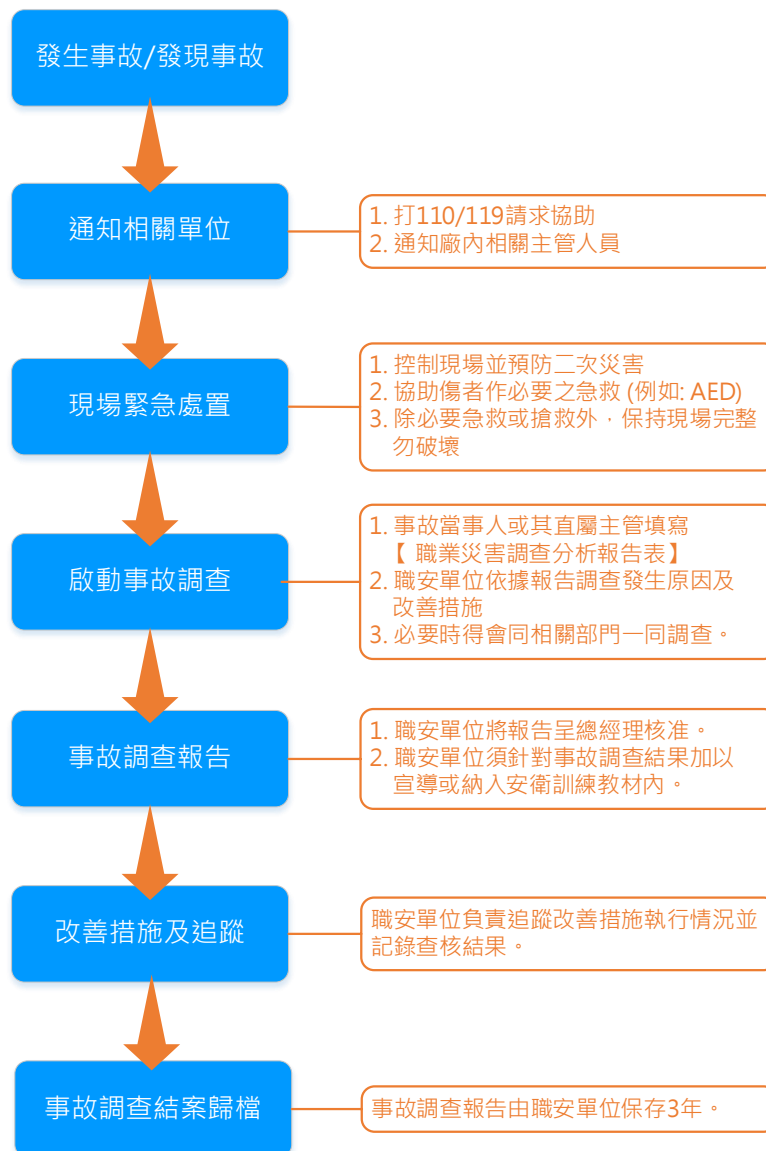 發生事故/發現事故
通知相關單位
1. 打110/119請求協助
2. 通知廠內相關主管人員
現場緊急處置
1. 控制現場並預防二次災害
2. 協助傷者作必要之急救 (例如: AED)
3. 除必要急救或搶救外，保持現場完整
勿破壞
啟動事故調查
1. 事故當事人或其直屬主管填寫
【 職業災害調查分析報告表】
2. 職安單位依據報告調查發生原因及
改善措施
3. 必要時得會同相關部門一同調查。
事故調查報告
1. 職安單位將報告呈總經理核准。
2. 職安單位須針對事故調查結果加以
宣導或納入安衛訓練教材內。
改善措施及追蹤
職安單位負責追蹤改善措施執行情況並
記錄查核結果。
事故調查結案歸檔
事故調查報告由職安單位保存3年。